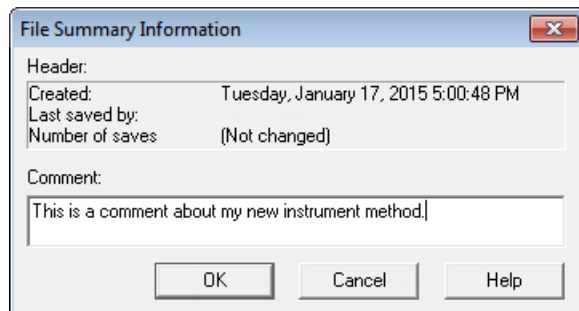 File Summary Information
Header:
Created: Tuesday, January 17, 2015 5:00:48 PM
Last saved by:
Number of saves (Not changed)
Comment:
This is a comment about my new instrument method.
OK Cancel Help